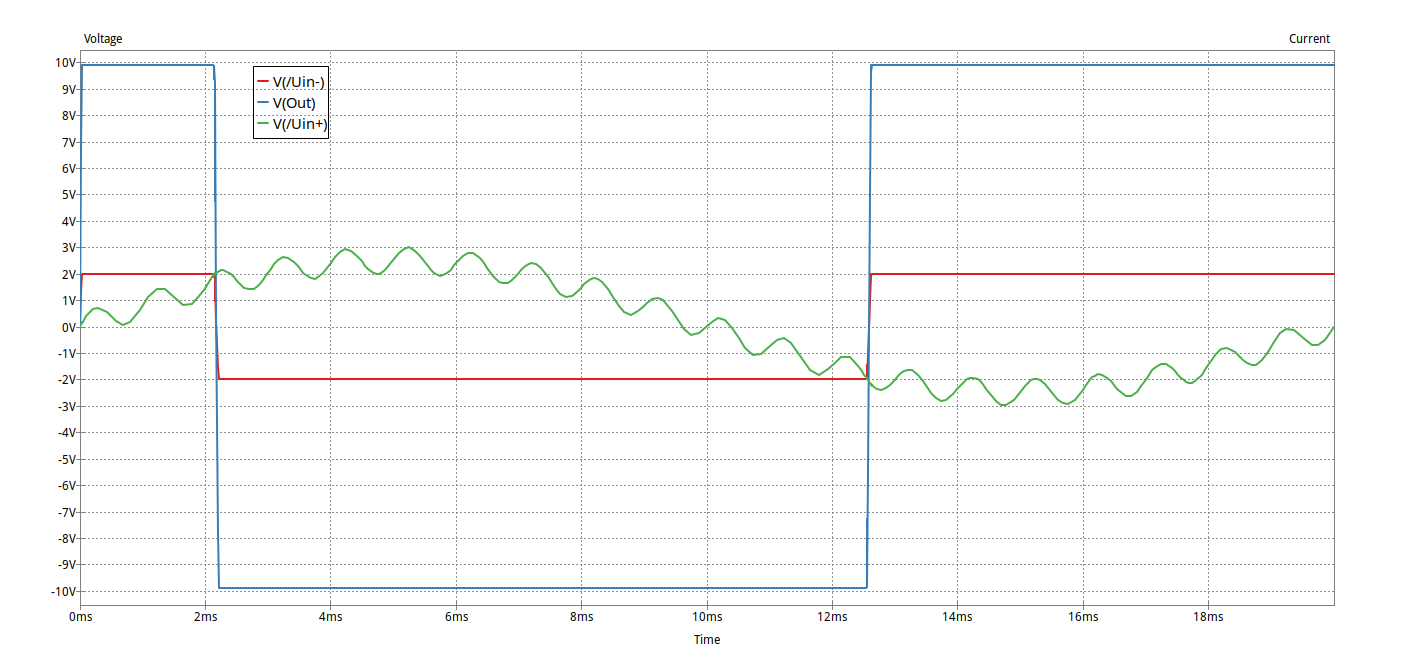 Voltage
Current
10V
9V
8V
7V
6V
5V
4V
3V
2V
1V
0V
-1V
-2V
-3V
-4V
-5V
-6V
-7V
-8V
-9V
-10V
V(/Uin-)
V(Out)
V(/Uin+)
0ms 2ms 4ms 6ms 8ms 10ms 12ms 14ms 16ms 18ms
Time